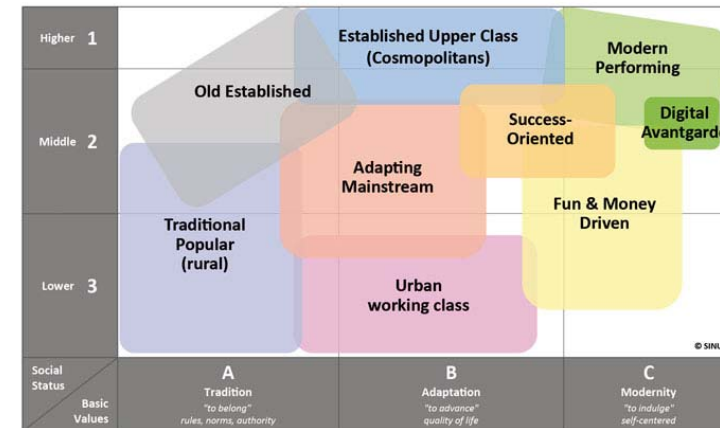 Higher 1
Established Upper Class
(Cosmopolitans)
Modern
Performing
Old Established
Middle 2
Success-
Oriented
Digital
Avantgard
Adapting
Mainstream
Fun & Money
Driven
Traditional
Popular
(rural)
Lower 3
Urban
working class
© SINU
Social
Status
Basic
Values
A
Tradition
"to belong"
rules, norms, authority
B
Adaptation
"to advance"
quality of life
C
Modernity
"to indulge"
self-centered